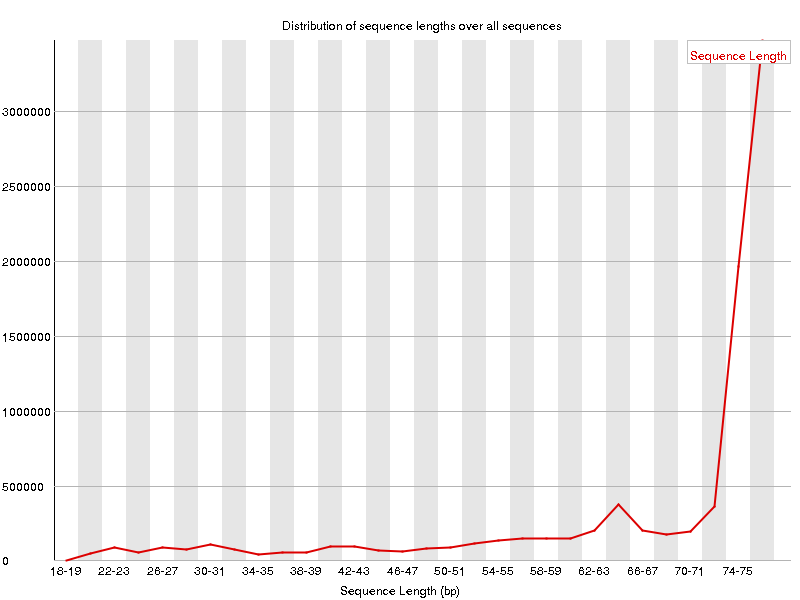 Distribution of sequence lengths over all sequences
Sequence Length
3000000
2500000
2000000
1500000
1000000
500000
0
18-19 22-23 26-27 30-31 34-35 38-39 42-43 46-47 50-51 54-55 58-59 62-63 66-67 70-71 74-75
Sequence Length (bp)